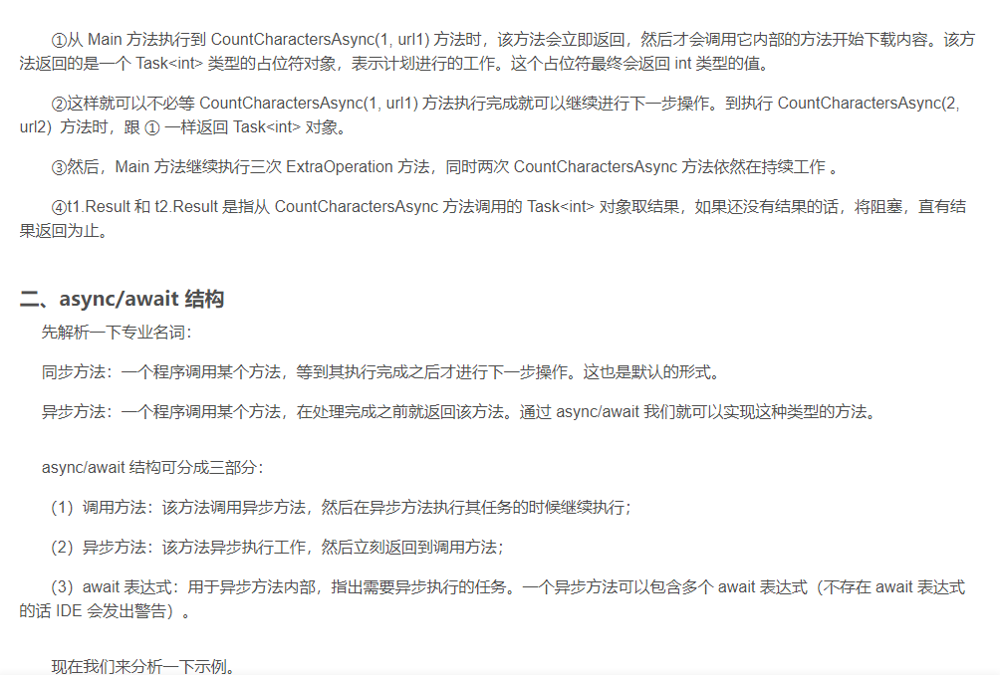 ①从 Main 方法执行到 CountCharactersAsync(1, url1) 方法时，该方法会立即返回，然后才会调用它内部的方法开始下载内容。该方
法返回的是一个 Task<int> 类型的占位符对象，表示计划进行的工作。这个占位符最终会返回 int 类型的值。
②这样就可以不必等 CountCharactersAsync(1, url1) 方法执行完成就可以继续进行下一步操作。到执行 CountCharactersAsync(2,
url2）方法时，跟 ① 一样返回 Task<int> 对象。
③然后，Main 方法继续执行三次 ExtraOperation 方法，同时两次 CountCharactersAsync 方法依然在持续工作 。
④t1.Result 和 t2.Result 是指从 CountCharactersAsync 方法调用的 Task<int> 对象取结果，如果还没有结果的话，将阻塞，直有结
果返回为止。
二、async/await 结构
先解析一下专业名词：
同步方法：一个程序调用某个方法，等到其执行完成之后才进行下一步操作。这也是默认的形式。
异步方法：一个程序调用某个方法，在处理完成之前就返回该方法。通过 async/await 我们就可以实现这种类型的方法。
async/await 结构可分成三部分：
（1）调用方法：该方法调用异步方法，然后在异步方法执行其任务的时候继续执行；
（2）异步方法：该方法异步执行工作，然后立刻返回到调用方法；
（3）await 表达式：用于异步方法内部，指出需要异步执行的任务。一个异步方法可以包含多个 await 表达式（不存在 await 表达式
的话 IDE 会发出警告）。
现在我们来分析一下示例。